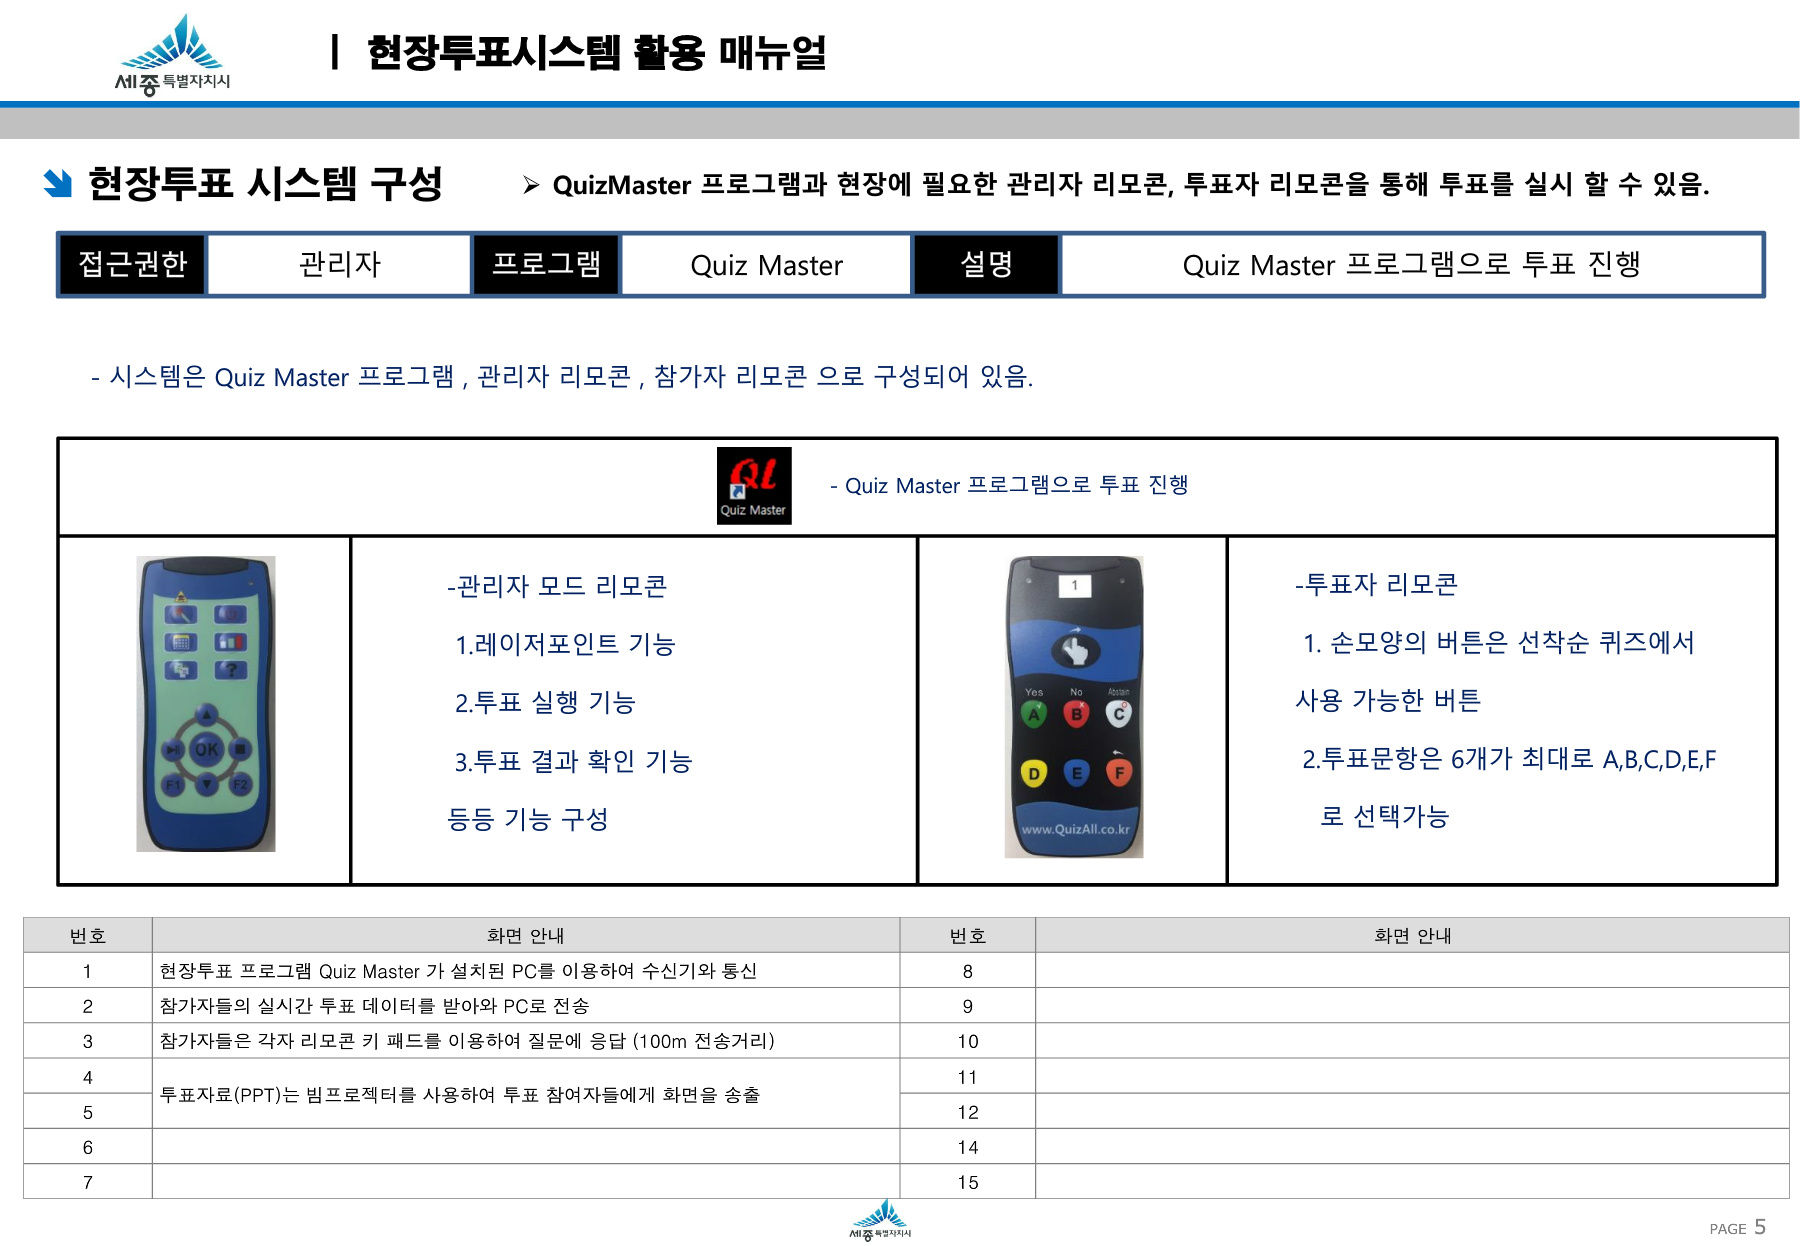 세종특별자치시
| 현장투표시스템 활용 매뉴얼
현장투표 시스템 구성
➢ QuizMaster 프로그램과 현장에 필요한 관리자 리모콘, 투표자 리모콘을 통해 투표를 실시 할 수 있음.
접근권한 관리자 프로그램 Quiz Master 설명 Quiz Master 프로그램으로 투표 진행
- 시스템은 Quiz Master 프로그램 , 관리자 리모콘 , 참가자 리모콘 으로 구성되어 있음.
QL
Quiz Master
- Quiz Master 프로그램으로 투표 진행
?
OK
F1 F2
-관리자 모드 리모콘
1.레이저포인트 기능
2.투표 실행 기능
3.투표 결과 확인 기능
등등 기능 구성
1
Yes No Abstain
A B C
D E F
www.QuizAll.co.kr
-투표자 리모콘
1. 손모양의 버튼은 선착순 퀴즈에서
사용 가능한 버튼
2.투표문항은 6개가 최대로 A,B,C,D,E,F
로 선택가능
번호 화면 안내 번호 화면 안내
1 현장투표 프로그램 Quiz Master 가 설치된 PC를 이용하여 수신기와 통신 8
2 참가자들의 실시간 투표 데이터를 받아와 PC로 전송 9
3 참가자들은 각자 리모콘 키 패드를 이용하여 질문에 응답 (100m 전송거리) 10
4 투표자료(PPT)는 빔프로젝터를 사용하여 투표 참여자들에게 화면을 송출 11
5 12
6 14
7 15
세종특별자치시
PAGE 5